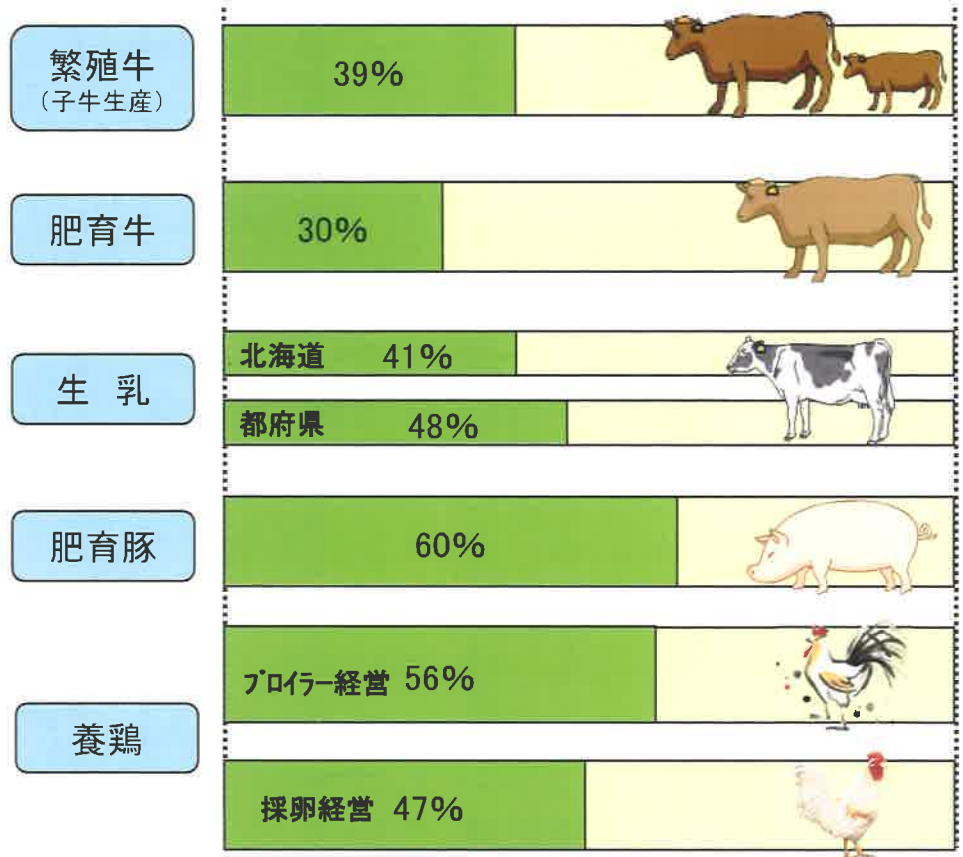 繁殖牛
(子牛生産)
39%
肥育牛
30%
生 乳
北海道 41%
都府県 48%
肥育豚
60%
養鶏
ブロイラー経営 56%
採卵経営 47%